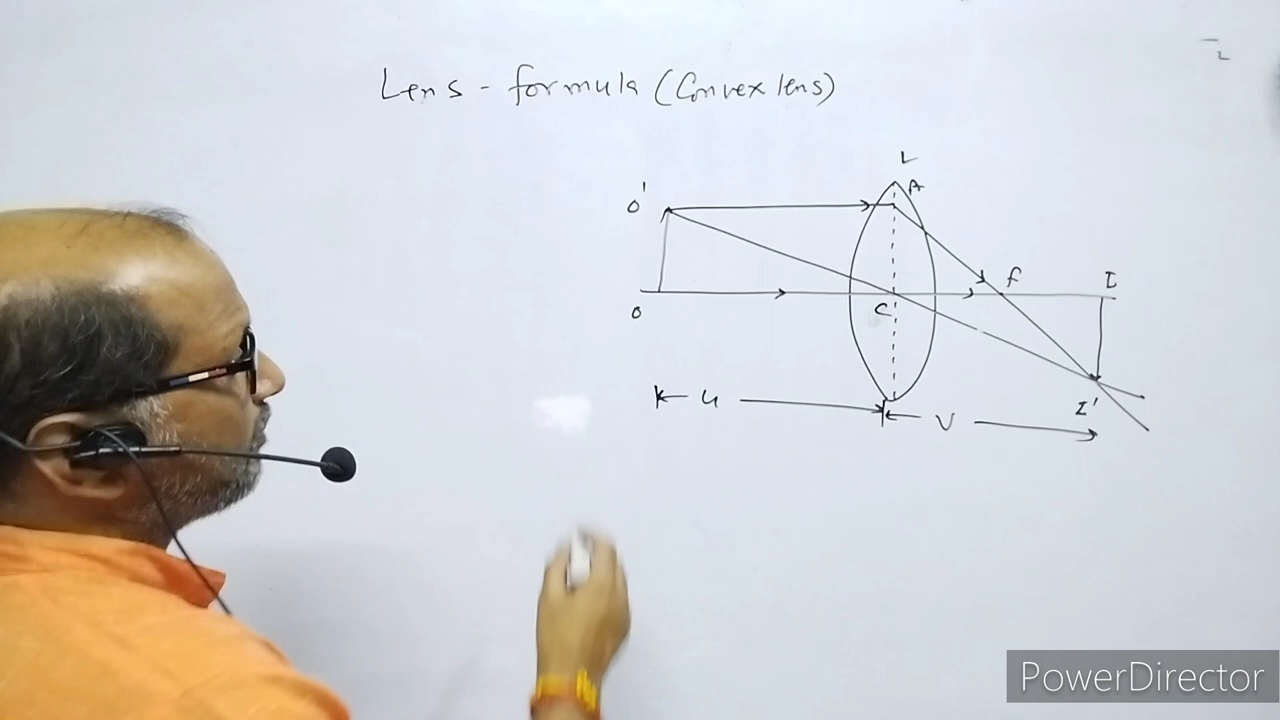 Lens - formula (Convex lens)
L
A
O'
f
I
O
C
u
v
I'
PowerDirector